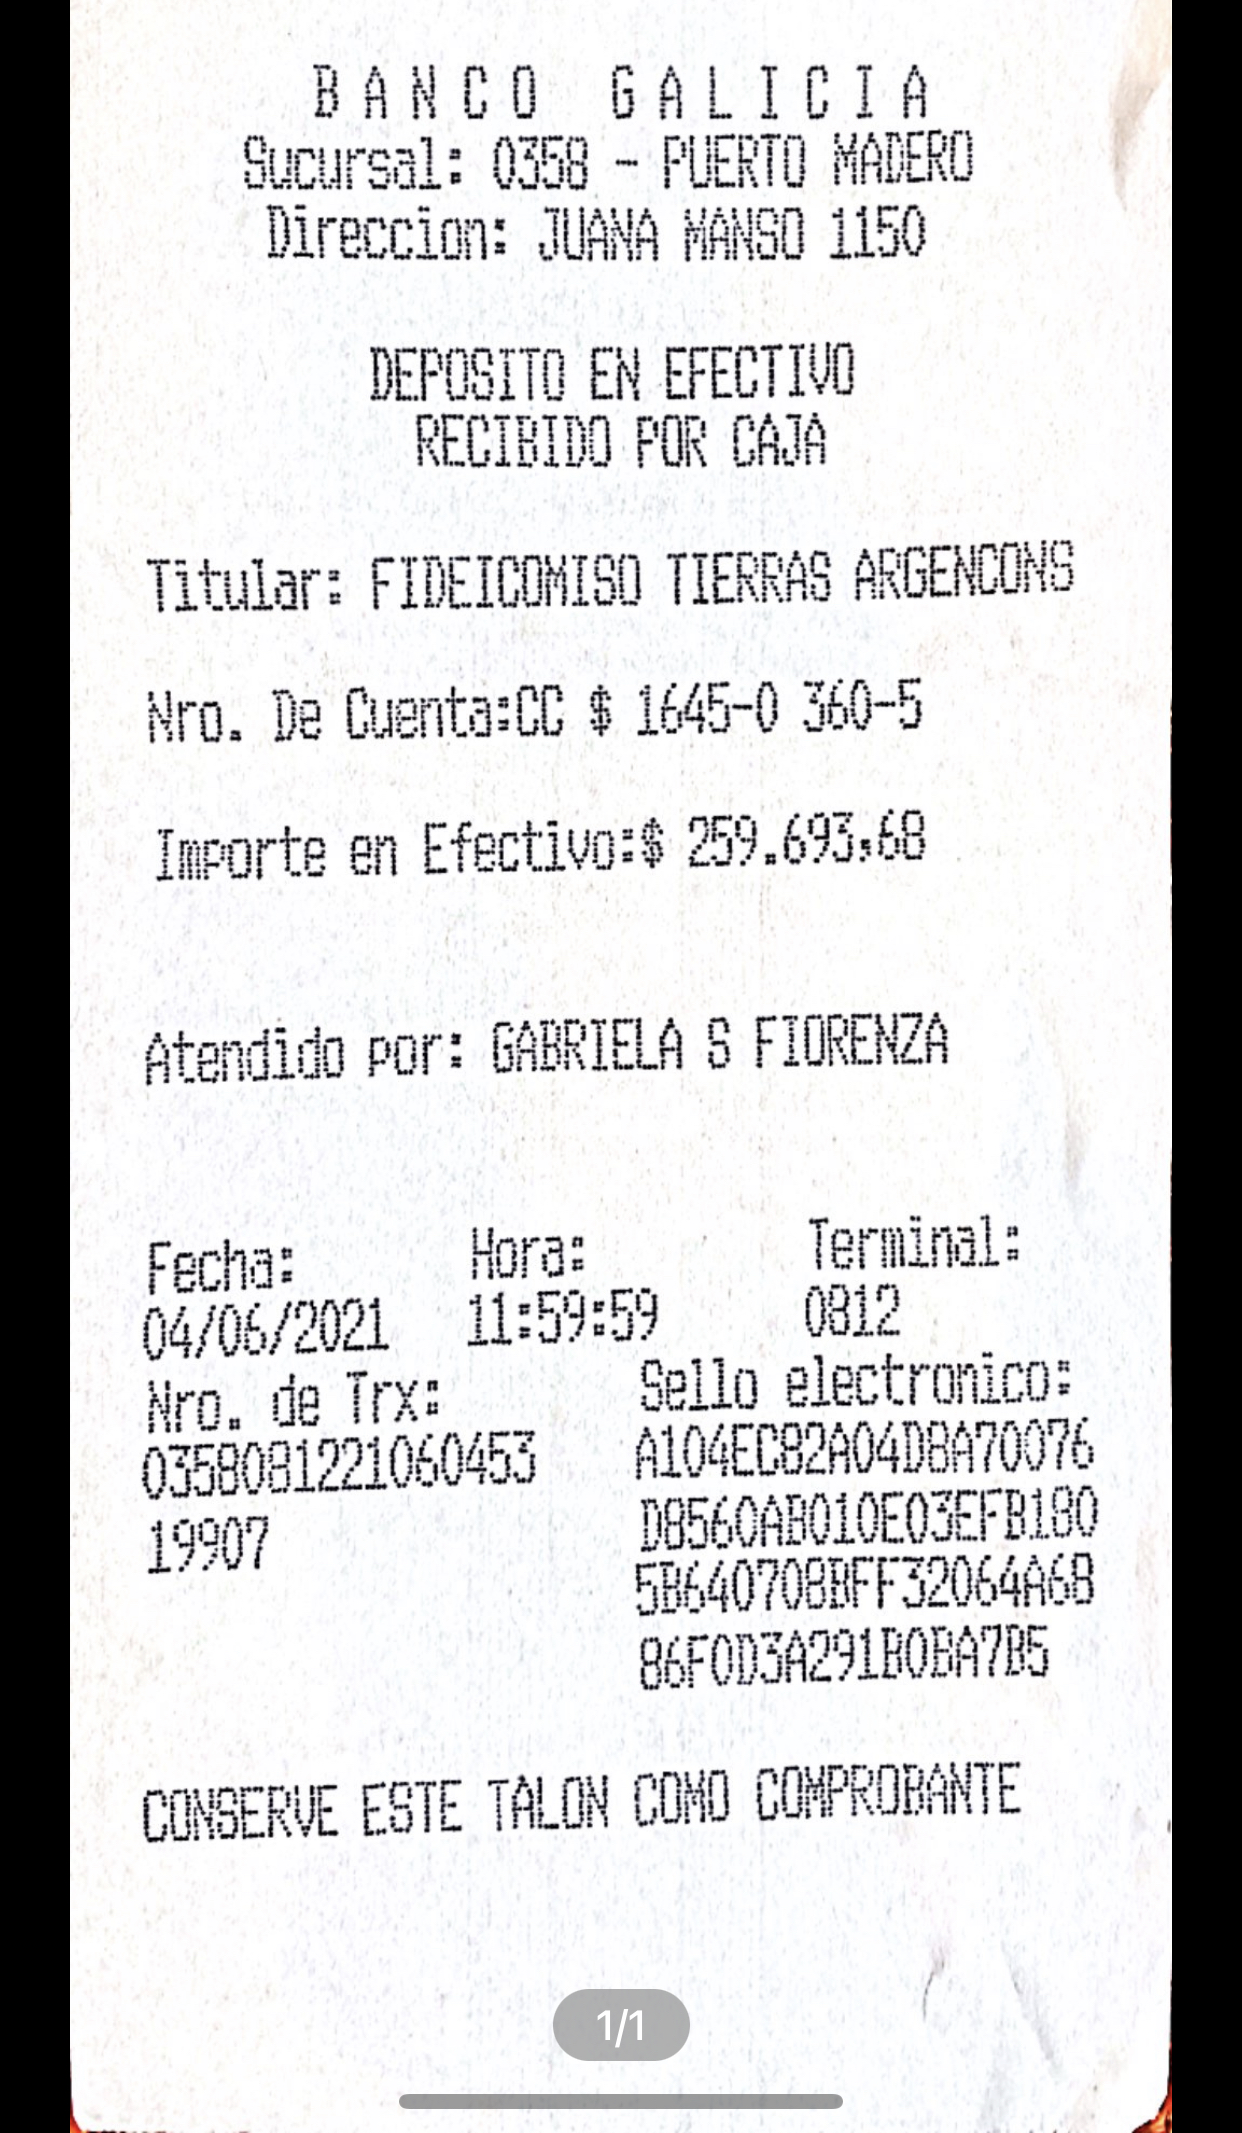 BANCO GALICIA
Sucursal: 0358 - PUERTO MADERO
Direccion: JUANA MANSO 1150
DEPOSITO EN EFECTIVO
RECIBIDO POR CAJA
Titular: FIDEICOMISO TIERRAS ARGENCONS
Nro. De Cuenta:CC $ 1645-0 360-5
Importe en Efectivo:$ 259.693,68
Atendido por: GABRIELA S FIORENZA
Fecha: Hora: Terminal:
04/06/2021 11:59:59 0812
Nro. de Trx: Sello electronico:
0358081221060453 A104EC82A04D8A70076
19907 D8560AB010E03EFB180
5B640708BFF32064A68
86F0D3A291B0BA7B5
CONSERVE ESTE TALON COMO COMPROBANTE
1/1